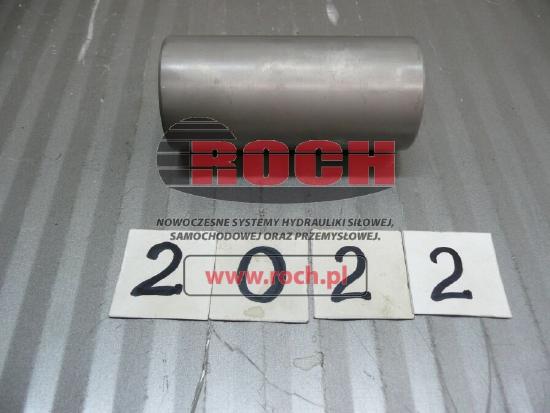 ROCH
NOWOCZESNE SYSTEMY HYDRAULIKI SIŁOWEJ,
SAMOCHODOWEJ ORAZ PRZEMYSŁOWEJ.
2 0 2 2
www.roch.pl